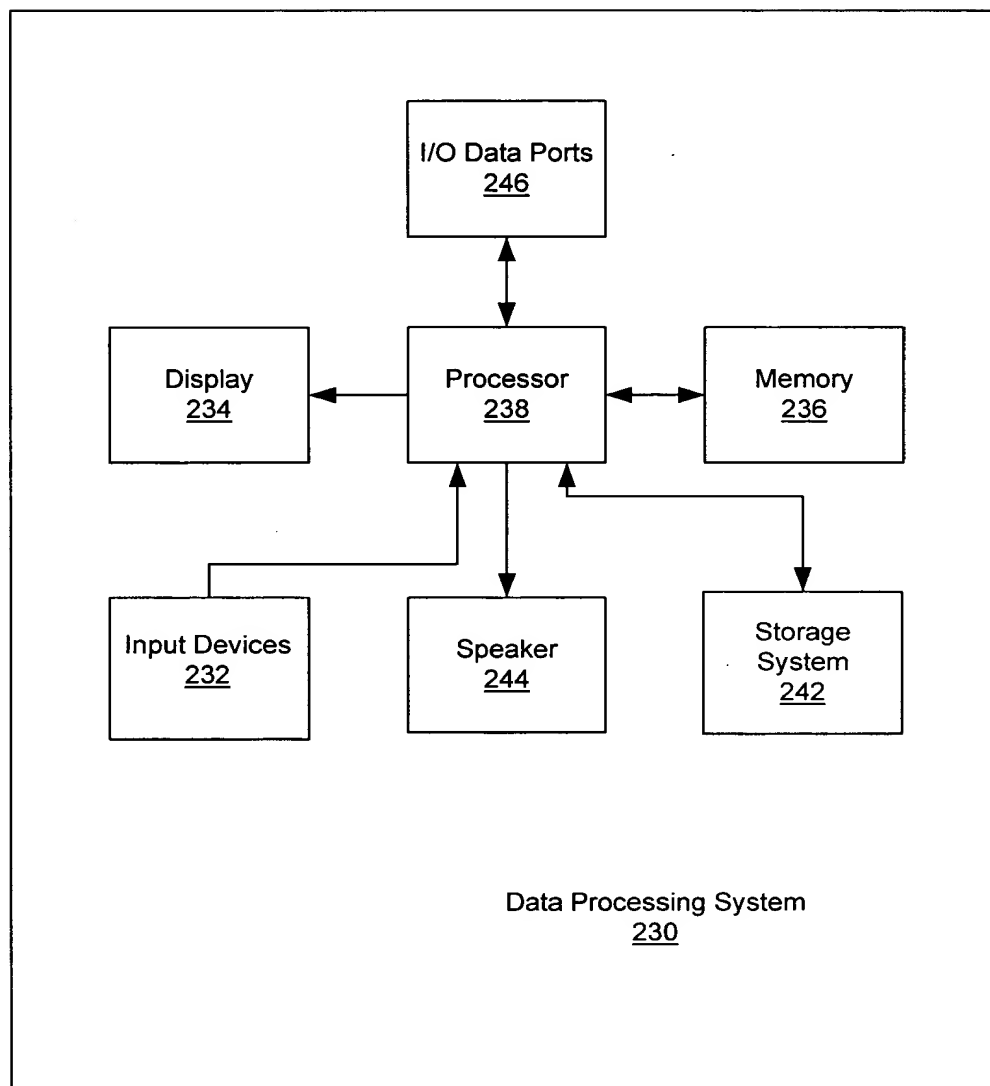 I/O Data Ports
246
Display
234
Processor
238
Memory
236
Input Devices
232
Speaker
244
Storage
System
242
Data Processing System
230